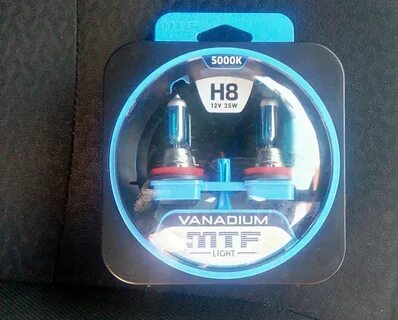 5000K
H8
12V 35W
VANADIUM
MTF
LIGHT